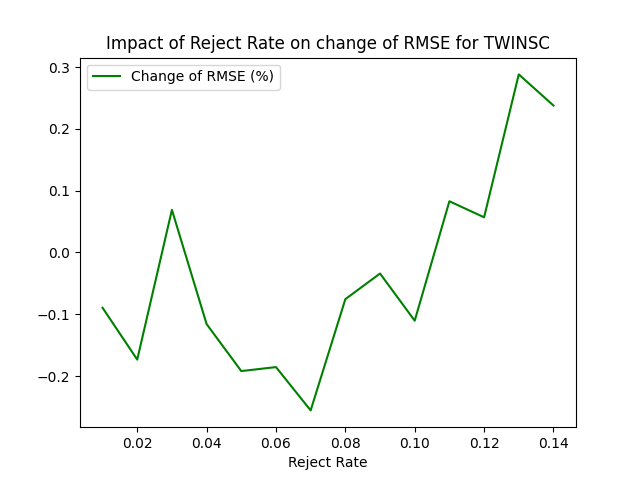 Impact of Reject Rate on change of RMSE for TWINSC
Change of RMSE (%)
0.3
0.2
0.1
0.0
−0.1
−0.2
0.02 0.04 0.06 0.08 0.10 0.12 0.14
Reject Rate